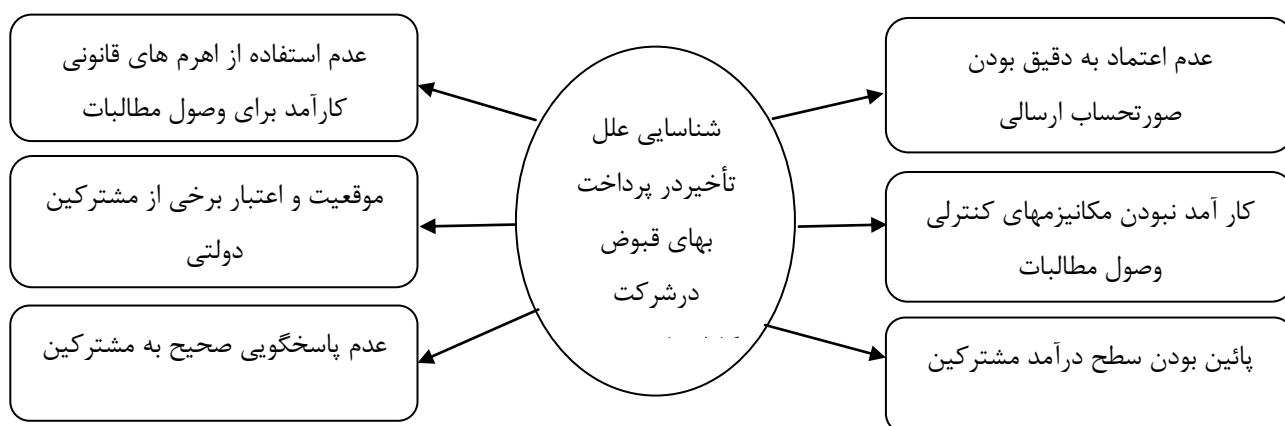 عدم اعتماد به دقیق بودن
صورتحساب ارسالی
کار آمد نبودن مکانیزمهای کنترلی
وصول مطالبات
پائین بودن سطح درآمد مشترکین
شناسایی علل
تأخیردر پرداخت
بهای قبوض
درشرکت
عدم استفاده از اهرم های قانونی
کارآمد برای وصول مطالبات
موقعیت و اعتبار برخی از مشترکین
دولتی
عدم پاسخگویی صحیح به مشترکین